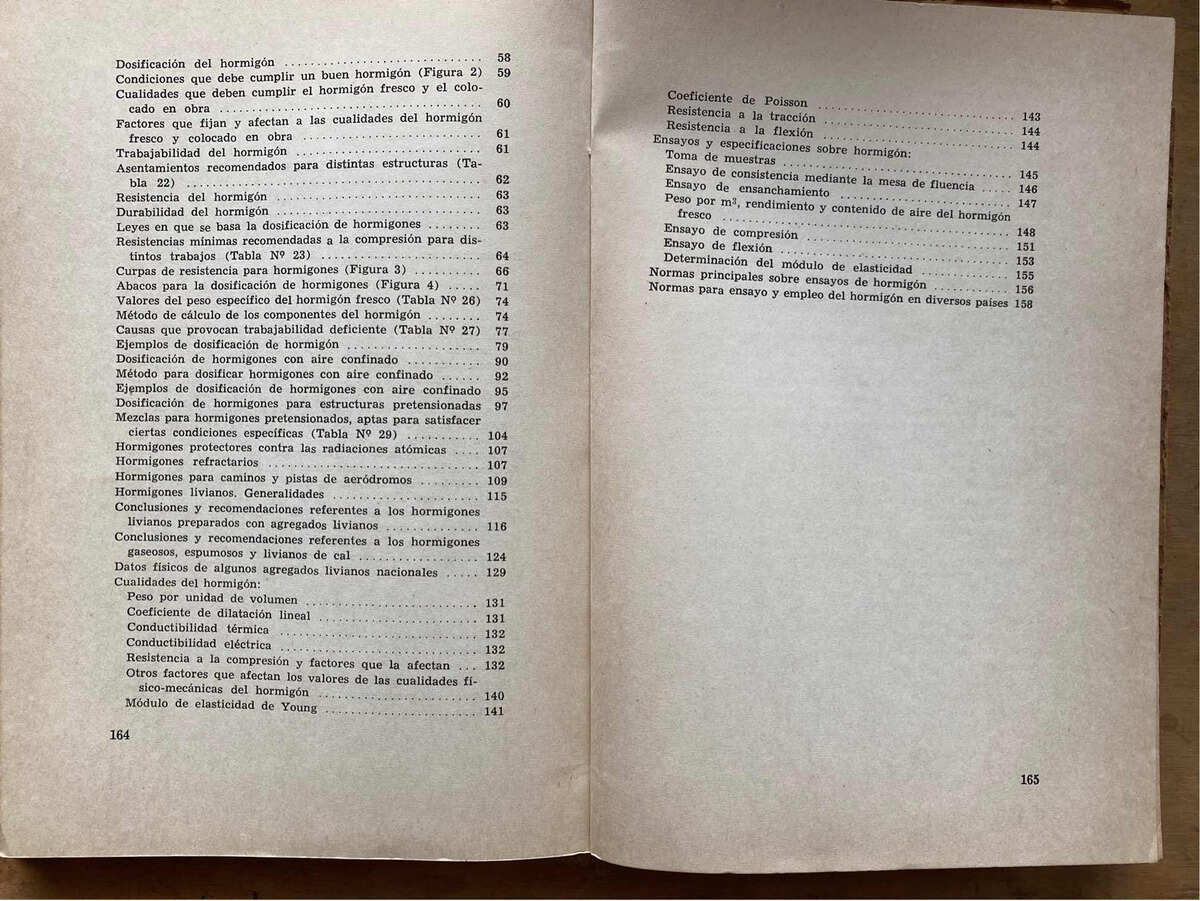 Dosificación del hormigón .............................. 58
Condiciones que debe cumplir un buen hormigón (Figura 2) 59
Cualidades que deben cumplir el hormigón fresco y el colo-
cado en obra ........................................ 60
Factores que fijan y afectan a las cualidades del hormigón
fresco y colocado en obra ............................ 61
Trabajabilidad del hormigón ............................ 61
Asentamientos recomendados para distintas estructuras (Ta-
bla 22) ............................................. 62
Resistencia del hormigón ............................... 63
Durabilidad del hormigón ............................... 63
Leyes en que se basa la dosificación de hormigones ........ 63
Resistencias mínimas recomendadas a la compresión para dis-
tintos trabajos (Tabla Nº 23) ......................... 64
Curpas de resistencia para hormigones (Figura 3) .......... 66
Abacos para la dosificación de hormigones (Figura 4) ..... 71
Valores del peso específico del hormigón fresco (Tabla Nº 26) 74
Método de cálculo de los componentes del hormigón ........ 74
Causas que provocan trabajabilidad deficiente (Tabla Nº 27) 77
Ejemplos de dosificación de hormigón .................... 79
Dosificación de hormigones con aire confinado ........... 90
Método para dosificar hormigones con aire confinado ...... 92
Ejemplos de dosificación de hormigones con aire confinado 95
Dosificación de hormigones para estructuras pretensionadas 97
Mezclas para hormigones pretensionados, aptas para satisfacer
ciertas condiciones específicas (Tabla Nº 29) ........... 104
Hormigones protectores contra las radiaciones atómicas .... 107
Hormigones refractarios ................................ 107
Hormigones para caminos y pistas de aeródromos ......... 109
Hormigones livianos. Generalidades ...................... 115
Conclusiones y recomendaciones referentes a los hormigones
livianos preparados con agregados livianos ............. 116
Conclusiones y recomendaciones referentes a los hormigones
gaseosos, espumosos y livianos de cal ................. 124
Datos físicos de algunos agregados livianos nacionales ..... 129
Cualidades del hormigón:
Peso por unidad de volumen .......................... 131
Coeficiente de dilatación lineal ........................ 131
Conductibilidad térmica .............................. 132
Conductibilidad eléctrica ............................. 132
Resistencia a la compresión y factores que la afectan ... 132
Otros factores que afectan los valores de las cualidades fí-
sico-mecánicas del hormigón ........................ 140
Módulo de elasticidad de Young ....................... 141
164
Coeficiente de Poisson .............................. 143
Resistencia a la tracción ............................. 144
Resistencia a la flexión .............................. 144
Ensayos y especificaciones sobre hormigón:
Toma de muestras .................................. 145
Ensayo de consistencia mediante la mesa de fluencia ..... 146
Ensayo de ensanchamiento ........................... 147
Peso por m³, rendimiento y contenido de aire del hormigón
fresco ........................................... 148
Ensayo de compresión ............................... 151
Ensayo de flexión ................................... 153
Determinación del módulo de elasticidad .............. 155
Normas principales sobre ensayos de hormigón ............ 156
Normas para ensayo y empleo del hormigón en diversos países 158
165